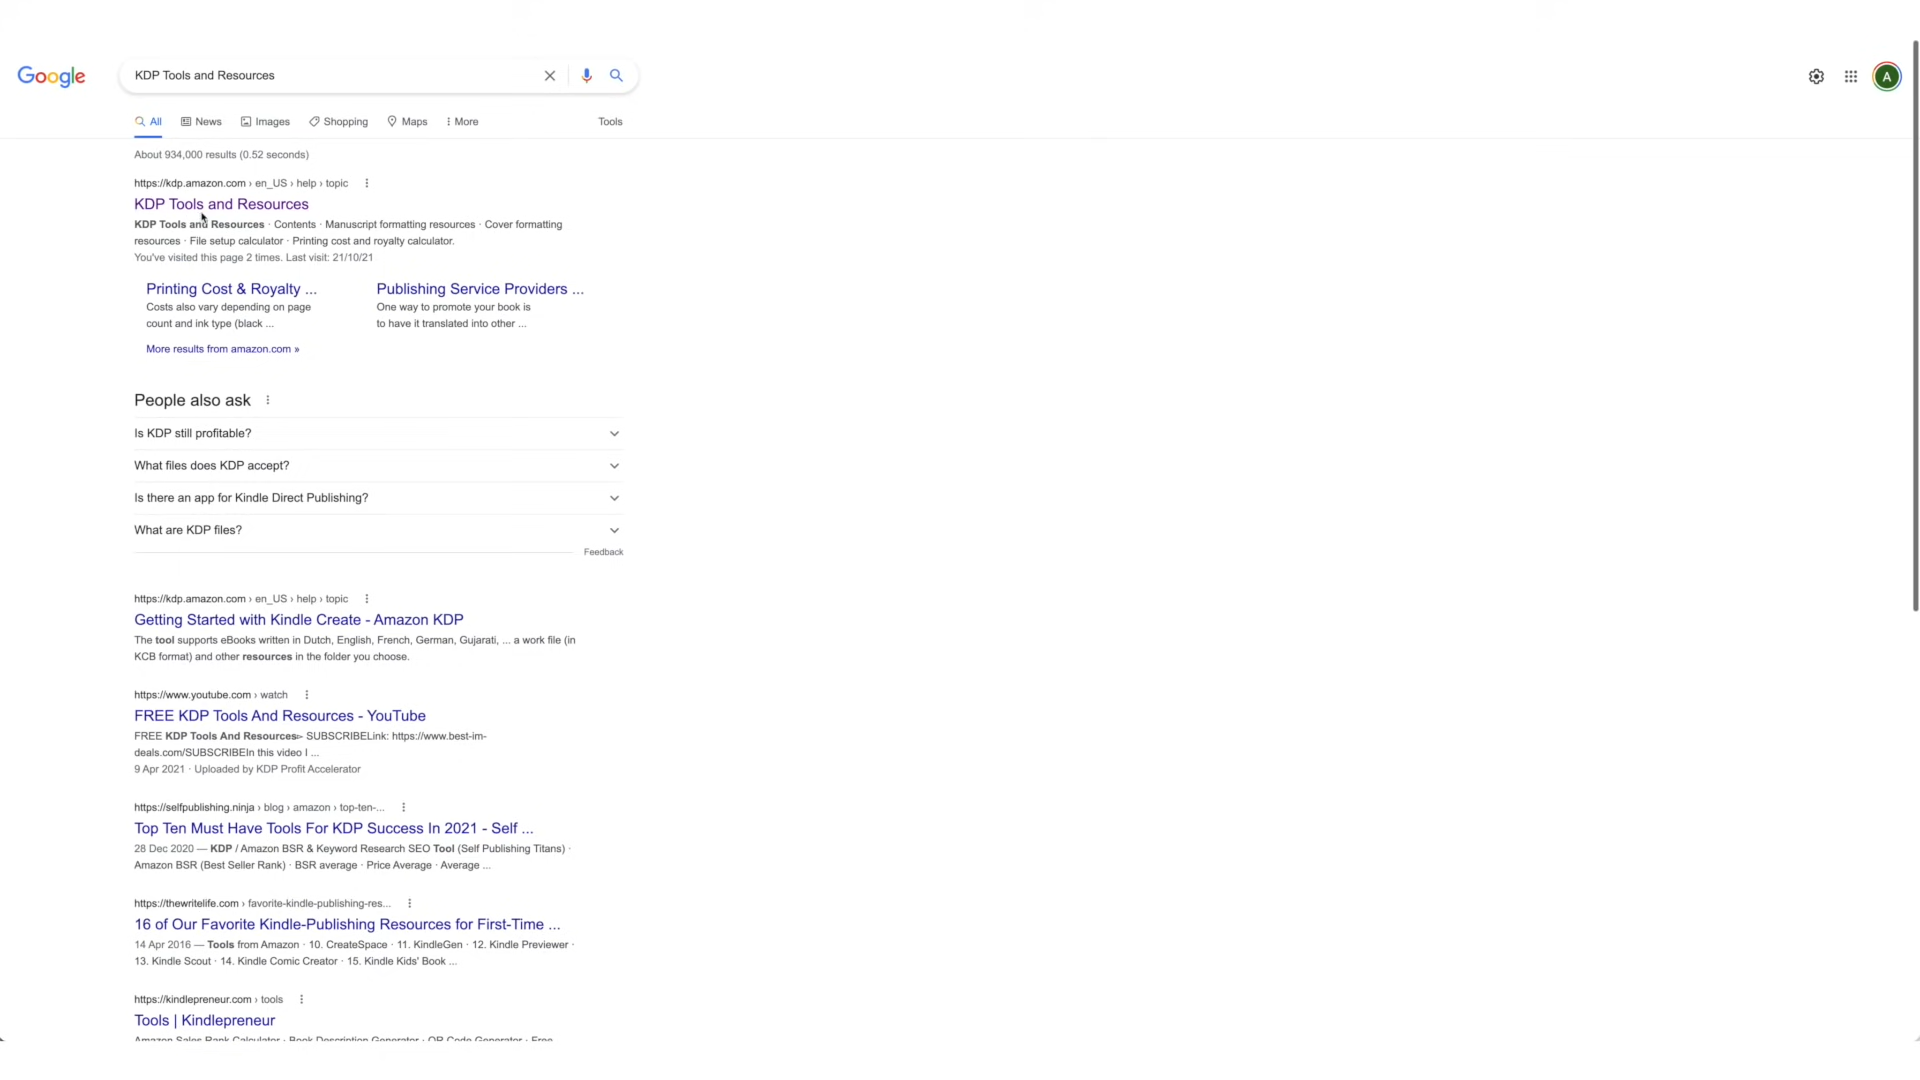 Google
KDP Tools and Resources
All News Images Shopping Maps More Tools
A
About 934,000 results (0.52 seconds)
https://kdp.amazon.com › en_US › help › topic
KDP Tools and Resources
KDP Tools and Resources · Contents · Manuscript formatting resources · Cover formatting
resources · File setup calculator · Printing cost and royalty calculator.
You've visited this page 2 times. Last visit: 21/10/21
Printing Cost & Royalty ...
Costs also vary depending on page
count and ink type (black ...
Publishing Service Providers ...
One way to promote your book is
to have it translated into other ...
More results from amazon.com »
People also ask
Is KDP still profitable?
What files does KDP accept?
Is there an app for Kindle Direct Publishing?
What are KDP files?
Feedback
https://kdp.amazon.com › en_US › help › topic
Getting Started with Kindle Create - Amazon KDP
The tool supports eBooks written in Dutch, English, French, German, Gujarati, ... a work file (in
KCB format) and other resources in the folder you choose.
https://www.youtube.com › watch
FREE KDP Tools And Resources - YouTube
FREE KDP Tools And Resources▻ SUBSCRIBELink: https://www.best-im-
deals.com/SUBSCRIBEIn this video I ...
9 Apr 2021 · Uploaded by KDP Profit Accelerator
https://selfpublishing.ninja › blog › amazon › top-ten-...
Top Ten Must Have Tools For KDP Success In 2021 - Self ...
28 Dec 2020 — KDP / Amazon BSR & Keyword Research SEO Tool (Self Publishing Titans) ·
Amazon BSR (Best Seller Rank) · BSR average · Price Average · Average ...
https://thewritelife.com › favorite-kindle-publishing-res...
16 of Our Favorite Kindle-Publishing Resources for First-Time ...
14 Apr 2016 — Tools from Amazon · 10. CreateSpace · 11. KindleGen · 12. Kindle Previewer ·
13. Kindle Scout · 14. Kindle Comic Creator · 15. Kindle Kids' Book ...
https://kindlepreneur.com › tools
Tools | Kindlepreneur
Amazon Sales Rank Calculator · Book Description Generator · QR Code Generator · Free